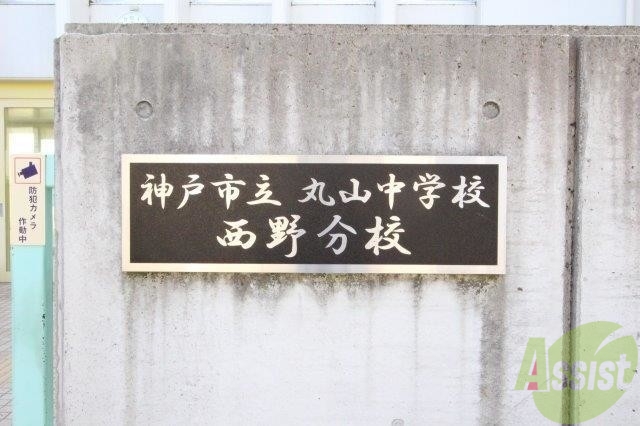 神戸市立 丸山中学校
西野分校
防犯カメラ
作動中
Assist